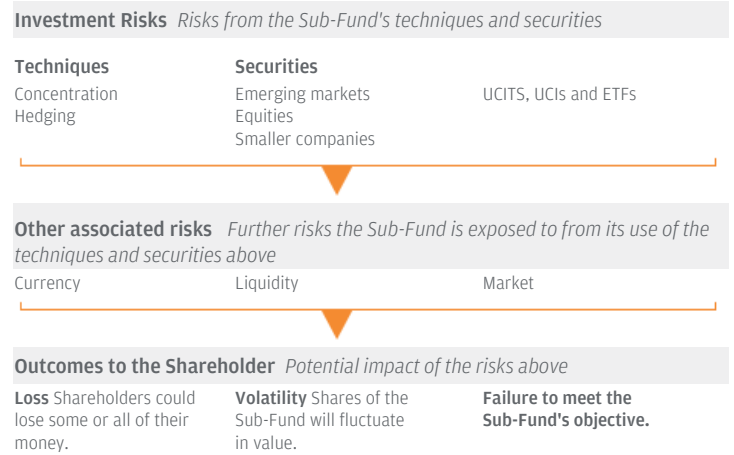 Investment Risks Risks from the Sub-Fund's techniques and securities
Techniques
Concentration
Hedging
Securities
Emerging markets
Equities
Smaller companies
UCITS, UCIs and ETFs
Other associated risks Further risks the Sub-Fund is exposed to from its use of the
techniques and securities above
Currency
Liquidity
Market
Outcomes to the Shareholder Potential impact of the risks above
Loss Shareholders could
lose some or all of their
money.
Volatility Shares of the
Sub-Fund will fluctuate
in value.
Failure to meet the
Sub-Fund's objective.